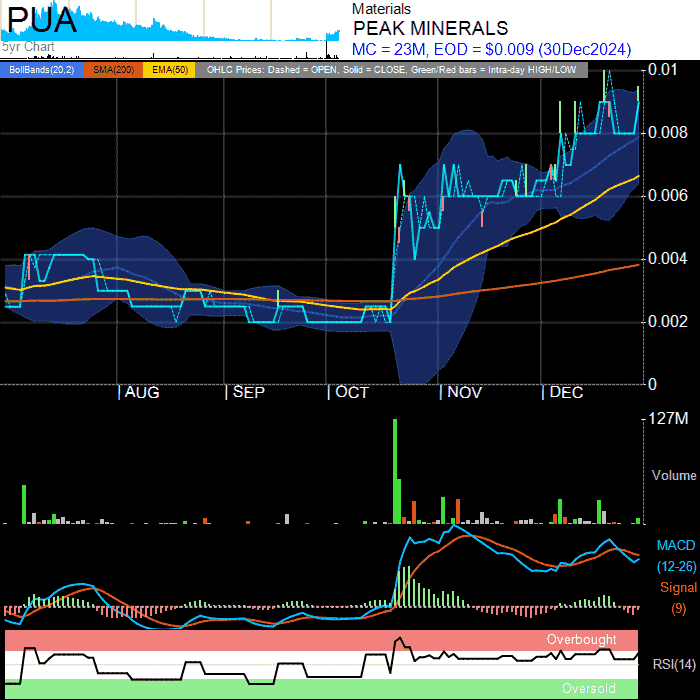 PUA
5yr Chart
Materials
PEAK MINERALS
MC = 23M, EOD = $0.009 (30Dec2024)
BollBands(20,2) SMA(200) EMA(50) OHLC Prices: Dashed = OPEN, Solid = CLOSE, Green/Red bars = Intra-day HIGH/LOW
0.01
0.008
0.006
0.004
0.002
0
AUG SEP OCT NOV DEC
127M
Volume
MACD
(12-26)
Signal
(9)
Overbought
RSI(14)
Oversold